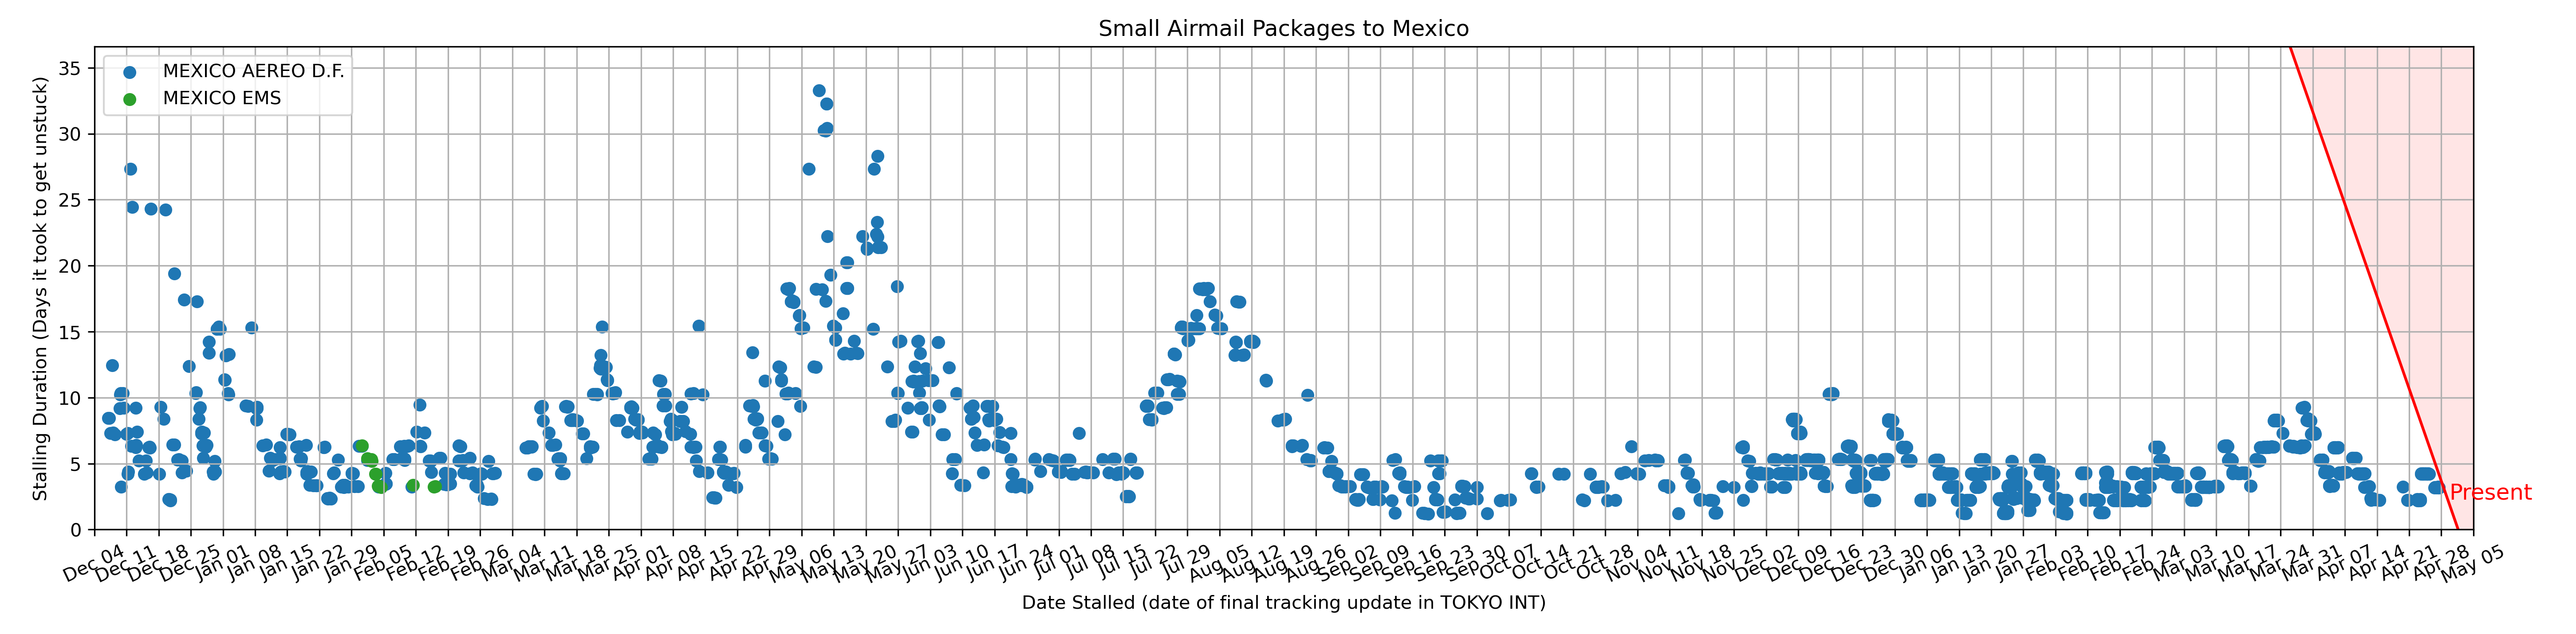 Small Airmail Packages to Mexico
MEXICO AEREO D.F.
MEXICO EMS
Stalling Duration (Days it took to get unstuck)
35
30
25
20
15
10
5
0
Present
Dec 04
Dec 11
Dec 18
Dec 25
Jan 01
Jan 08
Jan 15
Jan 22
Jan 29
Feb 05
Feb 12
Feb 19
Feb 26
Mar 04
Mar 11
Mar 18
Mar 25
Apr 01
Apr 08
Apr 15
Apr 22
Apr 29
May 06
May 13
May 20
May 27
Jun 03
Jun 10
Jun 17
Jun 24
Jul 01
Jul 08
Jul 15
Jul 22
Jul 29
Aug 05
Aug 12
Aug 19
Aug 26
Sep 02
Sep 09
Sep 16
Sep 23
Sep 30
Oct 07
Oct 14
Oct 21
Oct 28
Nov 04
Nov 11
Nov 18
Nov 25
Dec 02
Dec 09
Dec 16
Dec 23
Dec 30
Jan 06
Jan 13
Jan 20
Jan 27
Feb 03
Feb 10
Feb 17
Feb 24
Mar 03
Mar 10
Mar 17
Mar 24
Mar 31
Apr 07
Apr 14
Apr 21
Apr 28
May 05
Date Stalled (date of final tracking update in TOKYO INT)